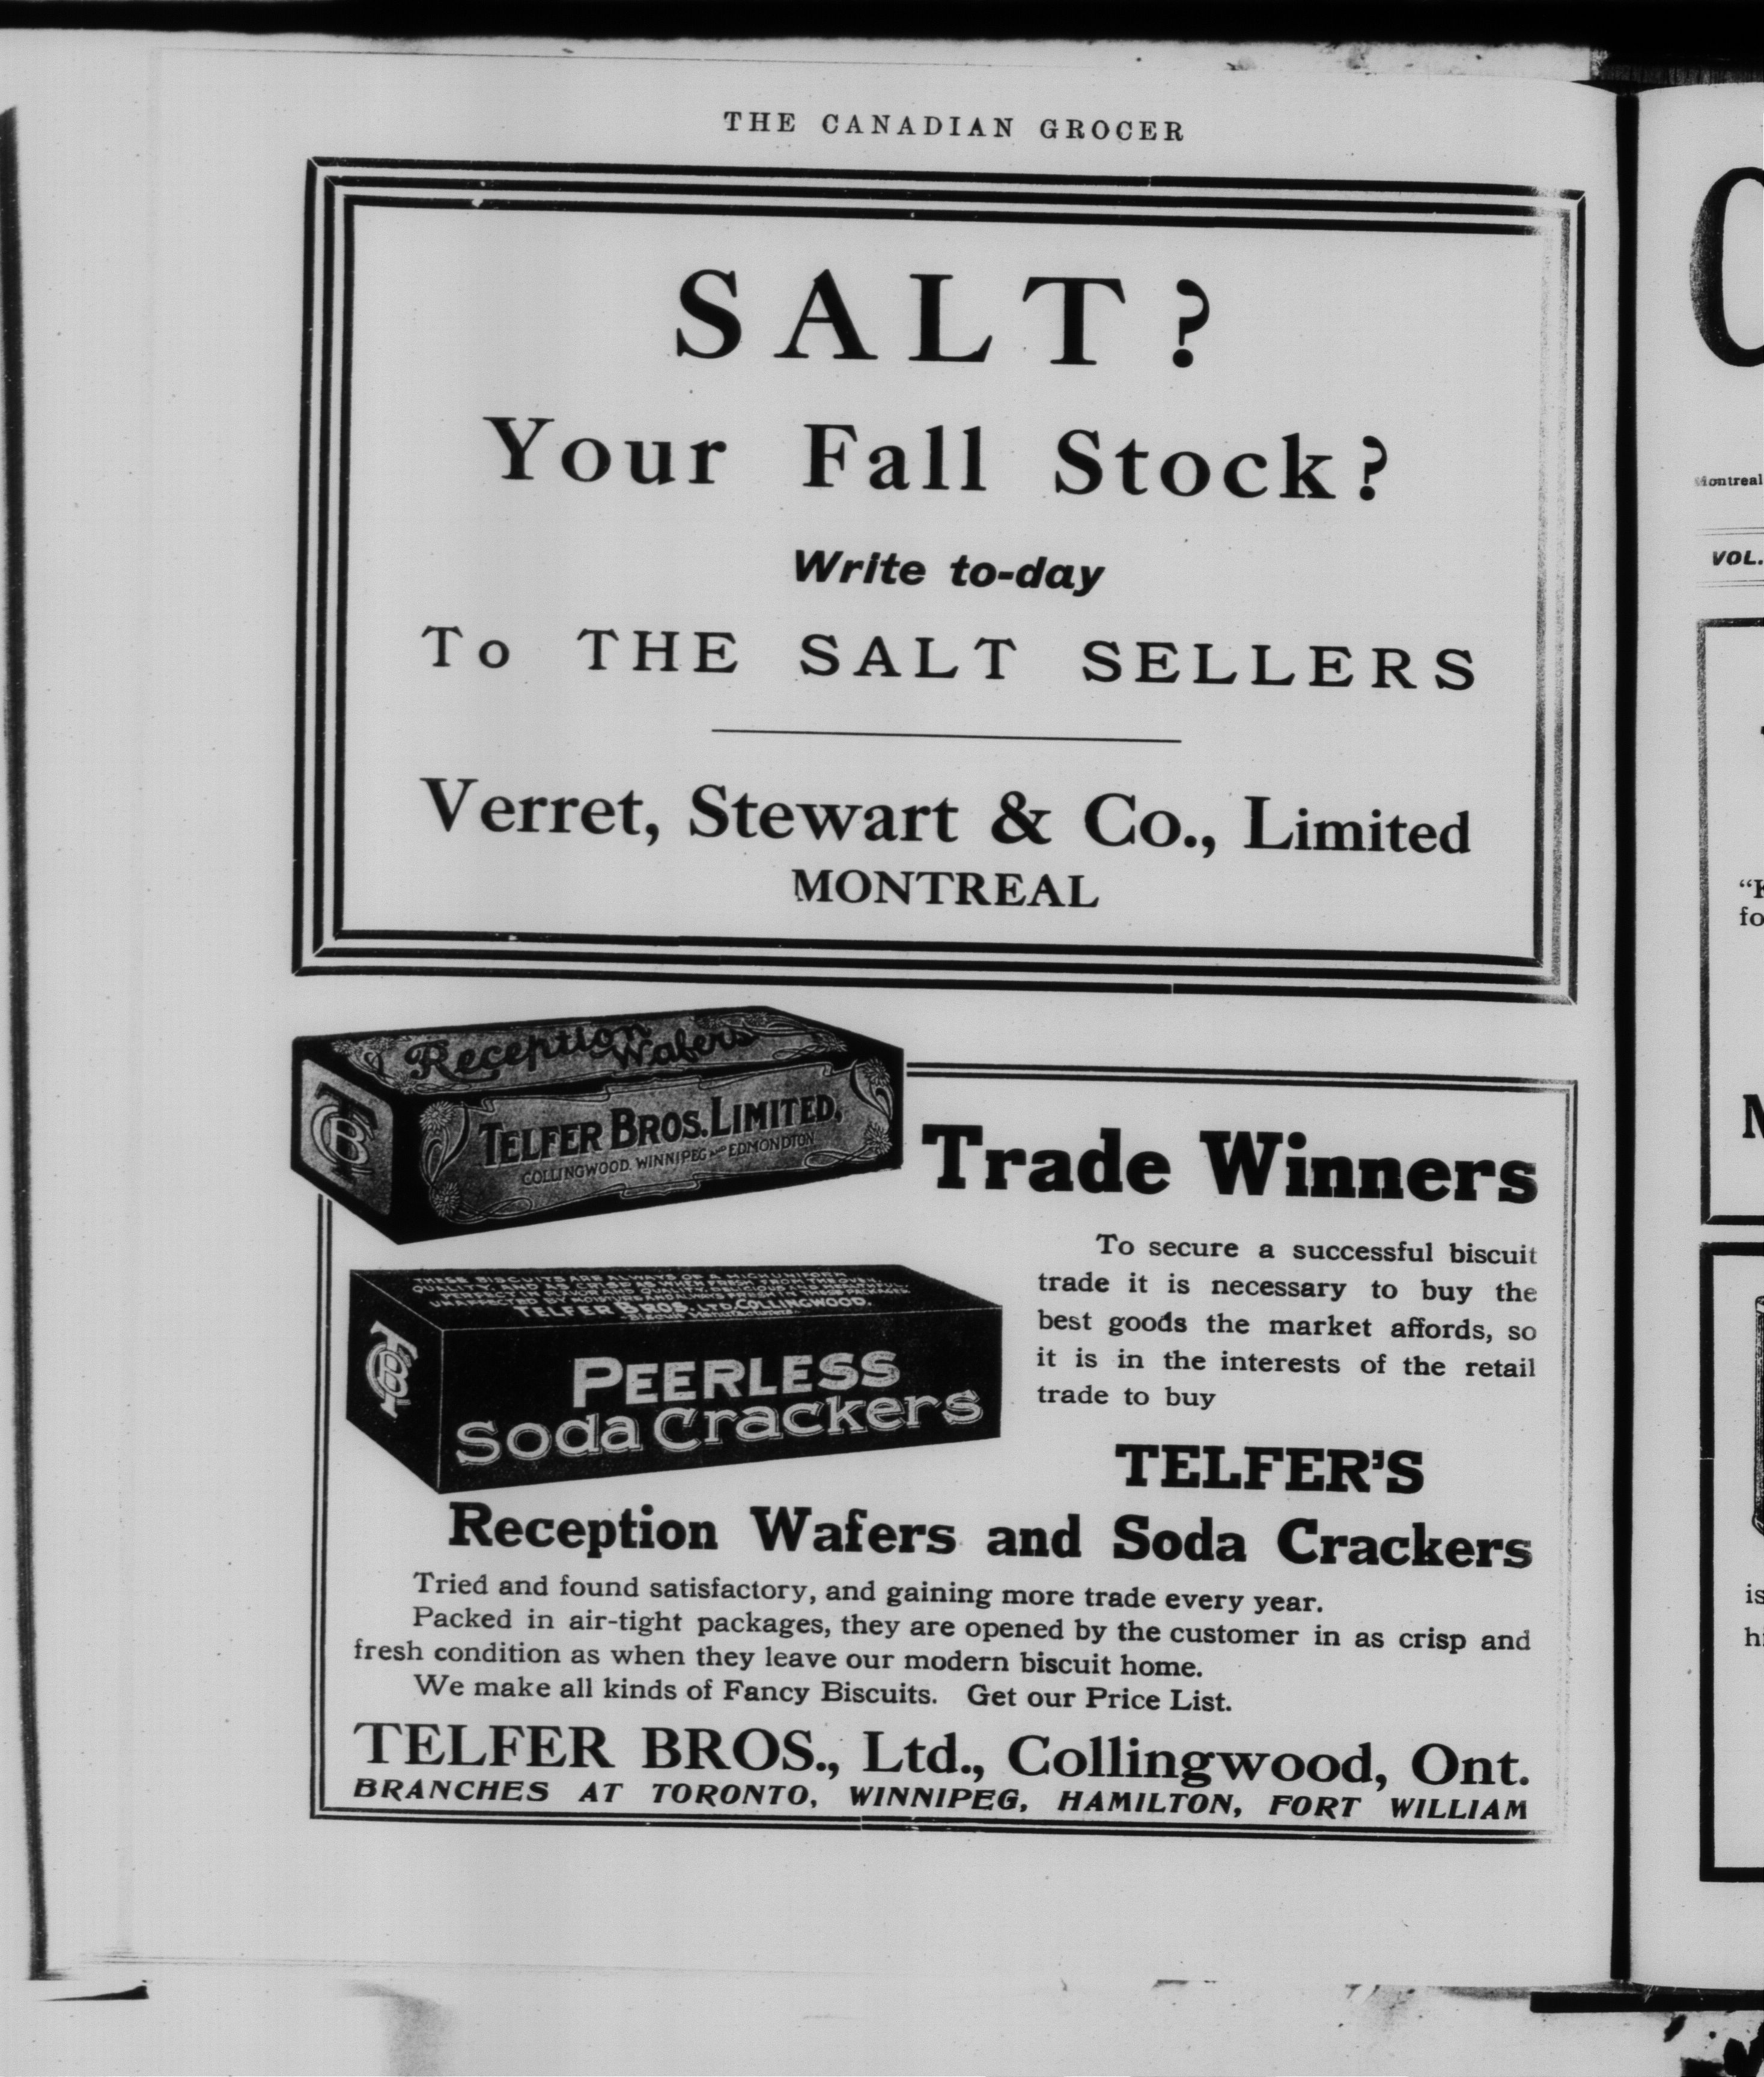 THE CANADIAN GROCER
SALT?
Your Fall Stock?
Write to-day
To THE SALT SELLERS
Verret, Stewart & Co., Limited
MONTREAL
Reception Wafers
TELFER BROS. LIMITED.
COLLINGWOOD. WINNIPEG AND EDMONDTON
Trade Winners
To secure a successful biscuit
trade it is necessary to buy the
best goods the market affords, so
it is in the interests of the retail
trade to buy
TELFER BROS. LTD. COLLINGWOOD.
PEERLESS
Soda Crackers
TELFER'S
Reception Wafers and Soda Crackers
Tried and found satisfactory, and gaining more trade every year.
Packed in air-tight packages, they are opened by the customer in as crisp and
fresh condition as when they leave our modern biscuit home.
We make all kinds of Fancy Biscuits. Get our Price List.
TELFER BROS., Ltd., Collingwood, Ont.
BRANCHES AT TORONTO, WINNIPEG, HAMILTON, FORT WILLIAM
Montreal
VOL.